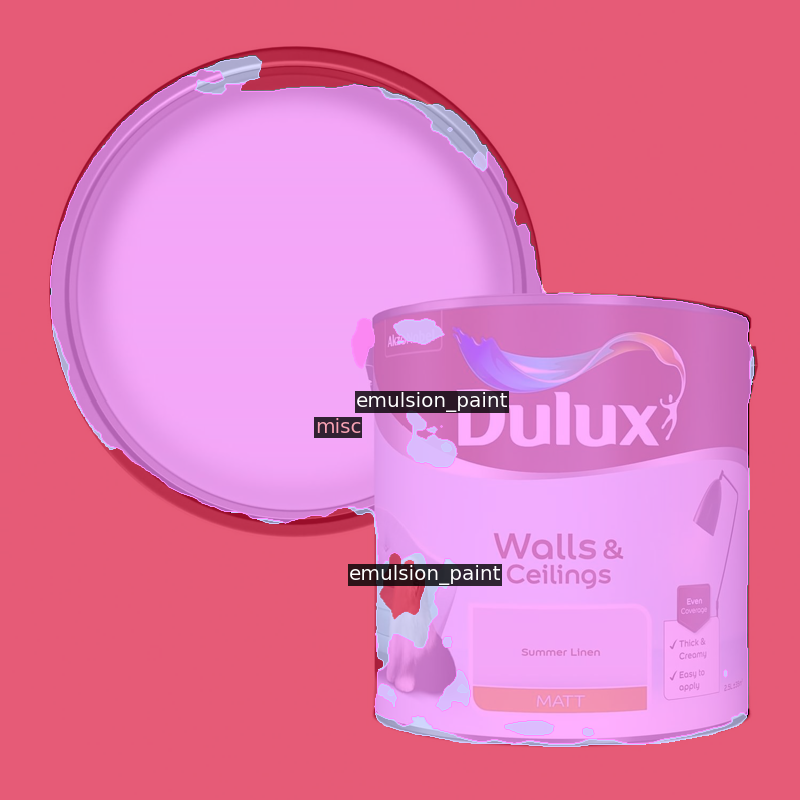 emulsion_paint
Dulux
misc
Walls &
Ceilings
emulsion_paint
Even
Coverage
Summer Linen
✓ Thick &
Creamy
✓ Easy to
apply
MATT